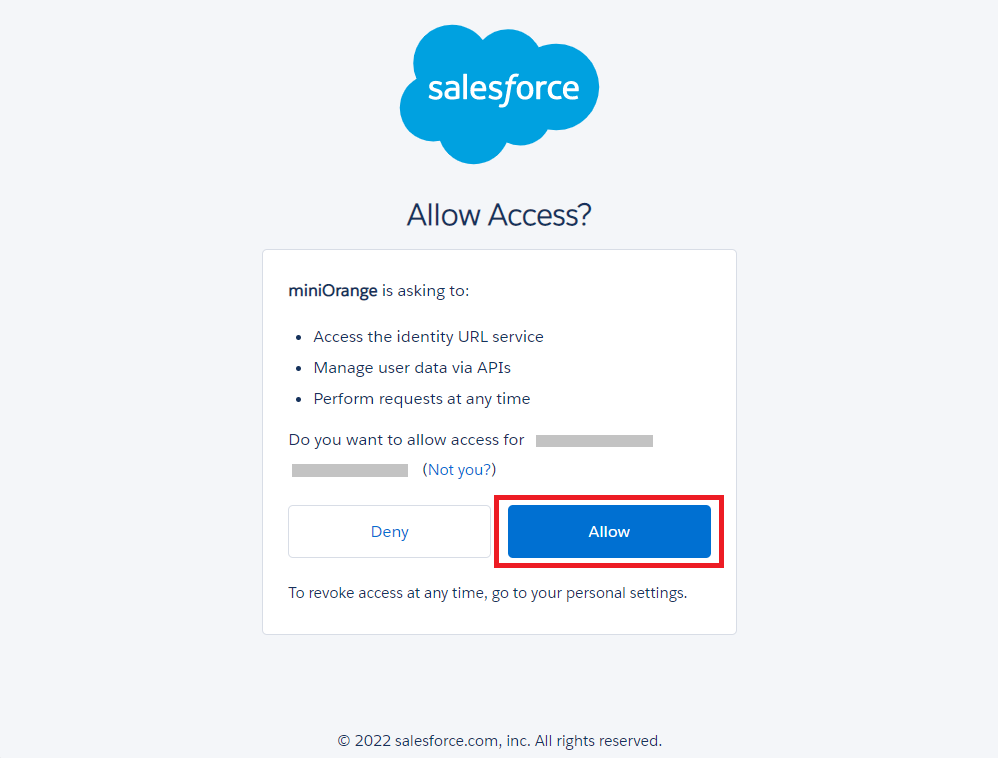 salesforce
Allow Access?
miniOrange is asking to:
• Access the identity URL service
• Manage user data via APIs
• Perform requests at any time
Do you want to allow access for
(Not you?)
Deny
Allow
To revoke access at any time, go to your personal settings.
© 2022 salesforce.com, inc. All rights reserved.